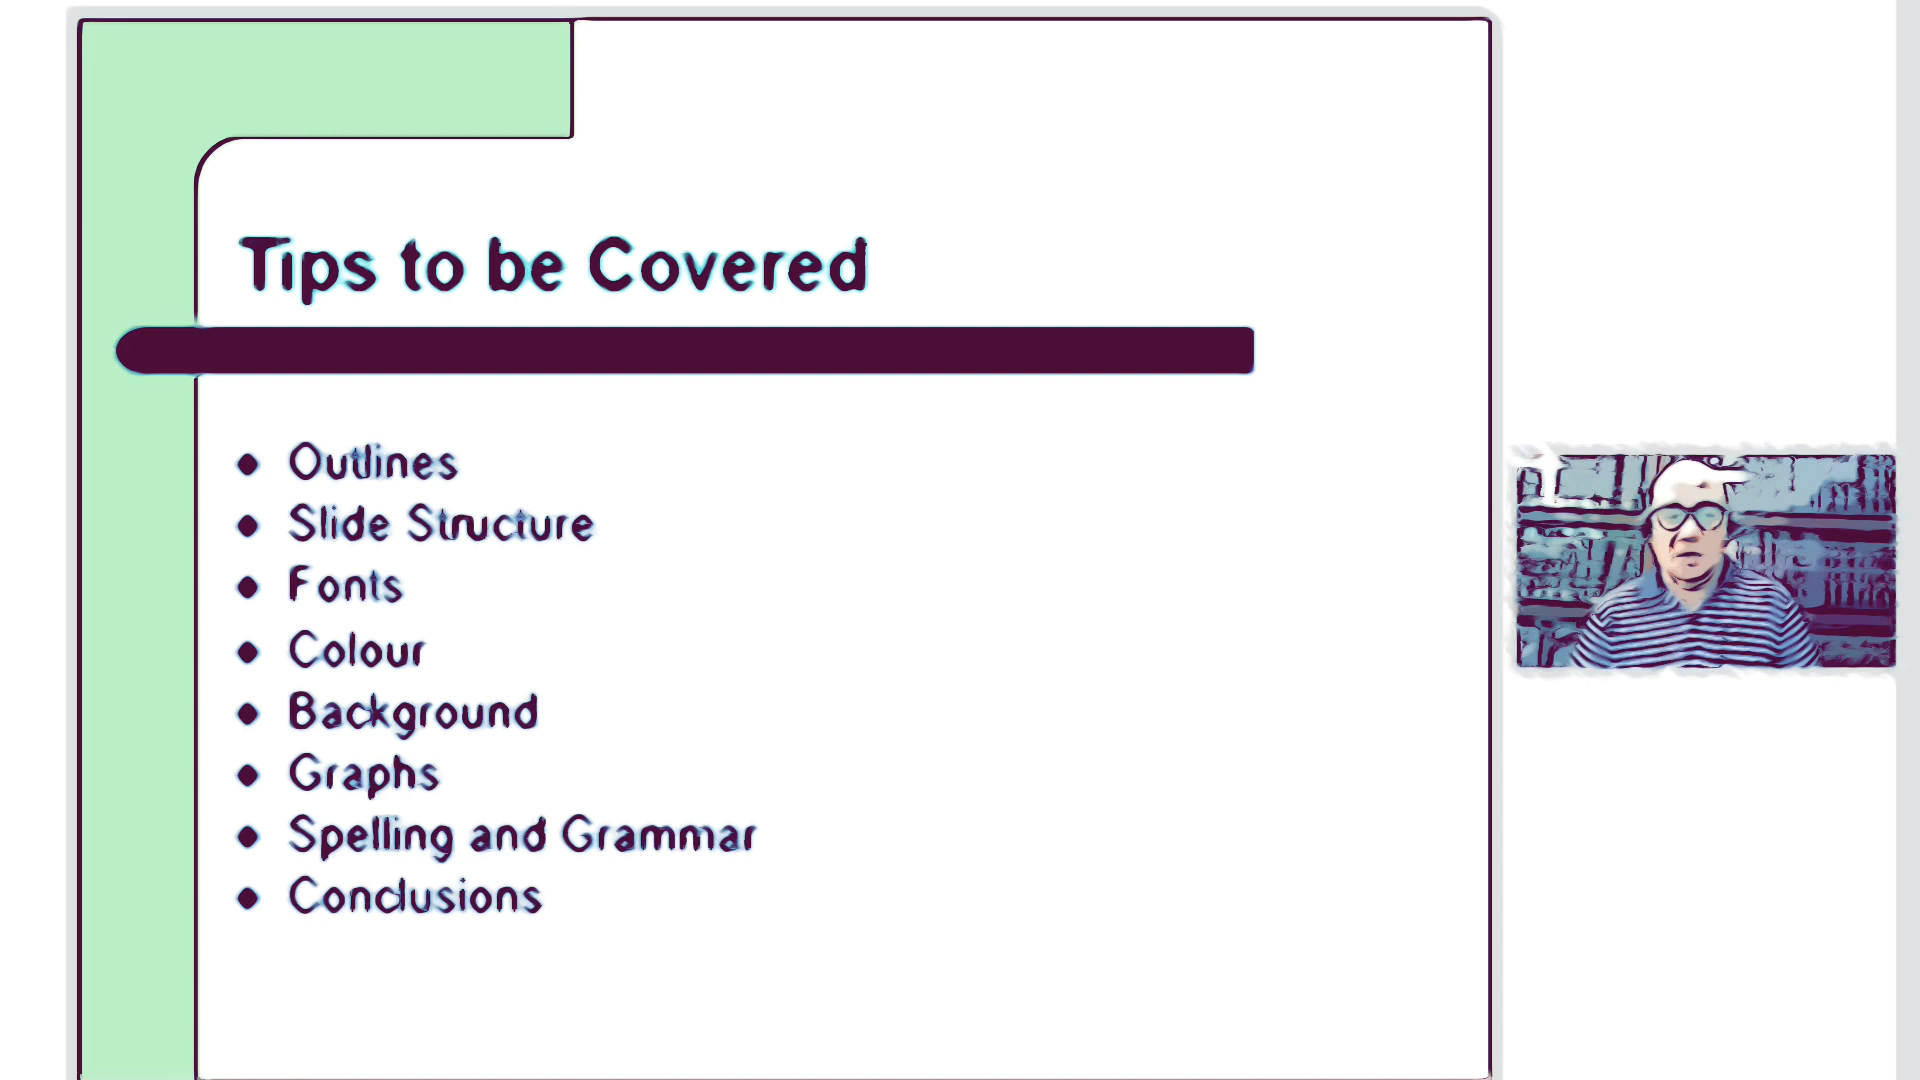 Tips to be Covered
Outlines
Slide Structure
Fonts
Colour
Background
Graphs
Spelling and Grammar
Conclusions